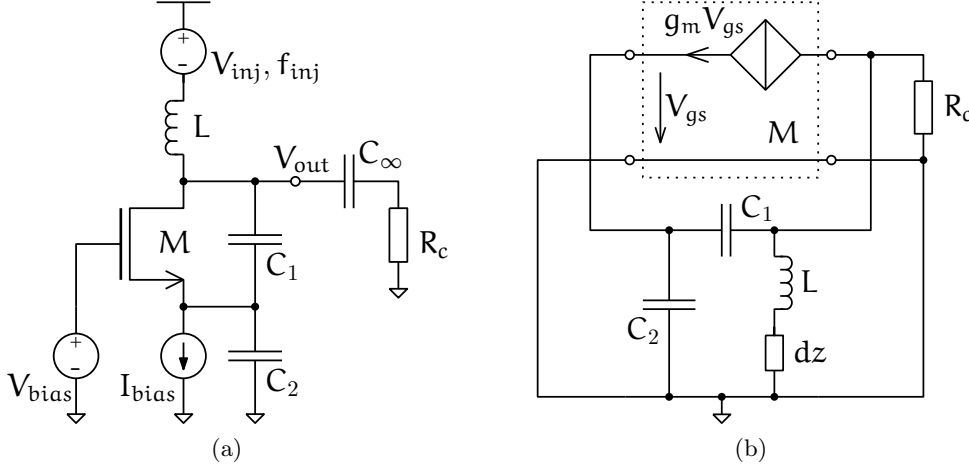 +
-
V_inj, f_inj
L
V_out
C_∞
M
C_1
R_c
+
-
V_bias
I_bias
C_2
(a)
g_m V_gs
V_gs
M
R_c
C_1
L
C_2
dz
(b)